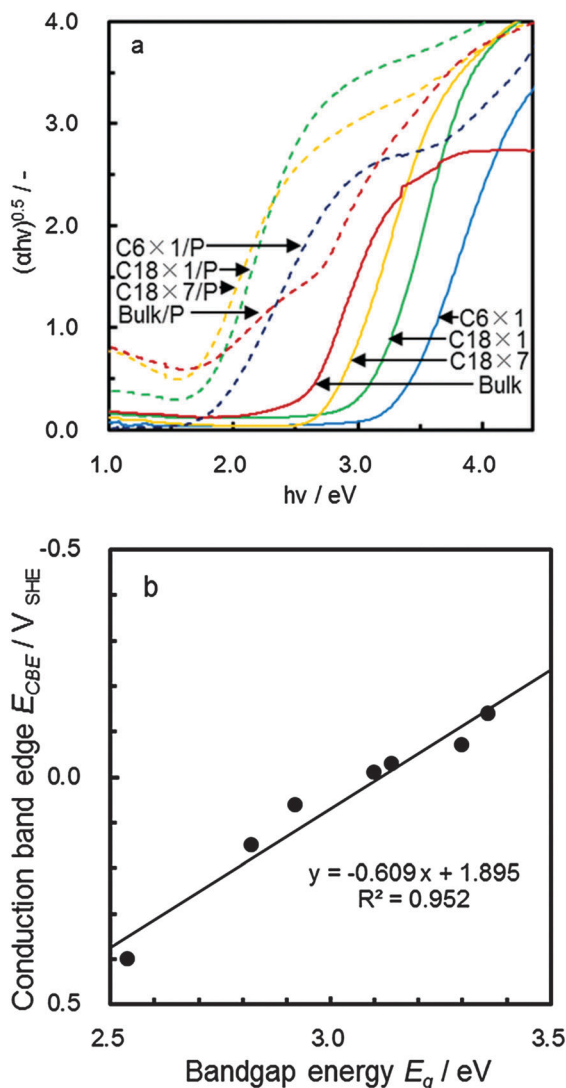 a
4.0
3.0
2.0
1.0
0.0
(αhν)^0.5 / -
C6×1/P
C18×1/P
C18×7/P
Bulk/P
C6×1
C18×1
C18×7
Bulk
1.0 2.0 3.0 4.0
hν / eV
b
-0.5
0.0
0.5
Conduction band edge E_CBE / V SHE
y = -0.609x + 1.895
R² = 0.952
2.5 3.0 3.5
Bandgap energy E_g / eV